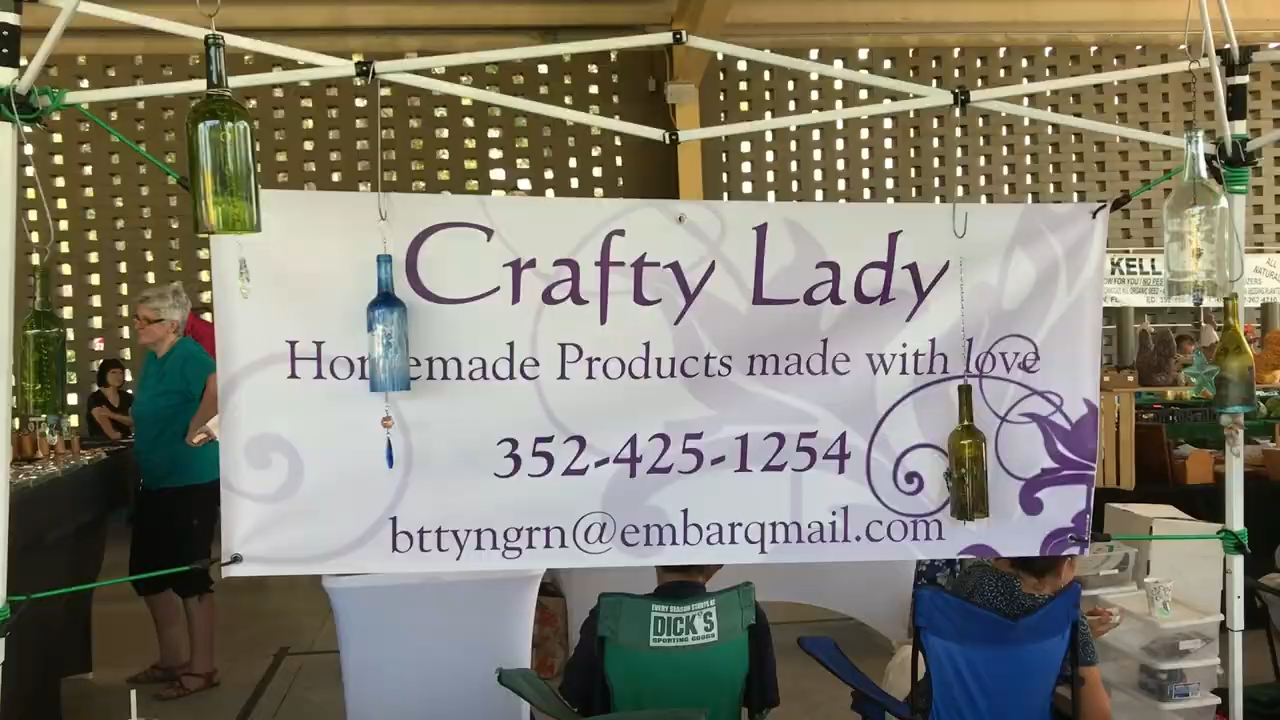 Crafty Lady
Homemade Products made with love
352-425-1254
bttyngrn@embarqmail.com
KELL
EVERY SEASON STARTS AT
DICK'S
SPORTING GOODS
ALL
NATURAL